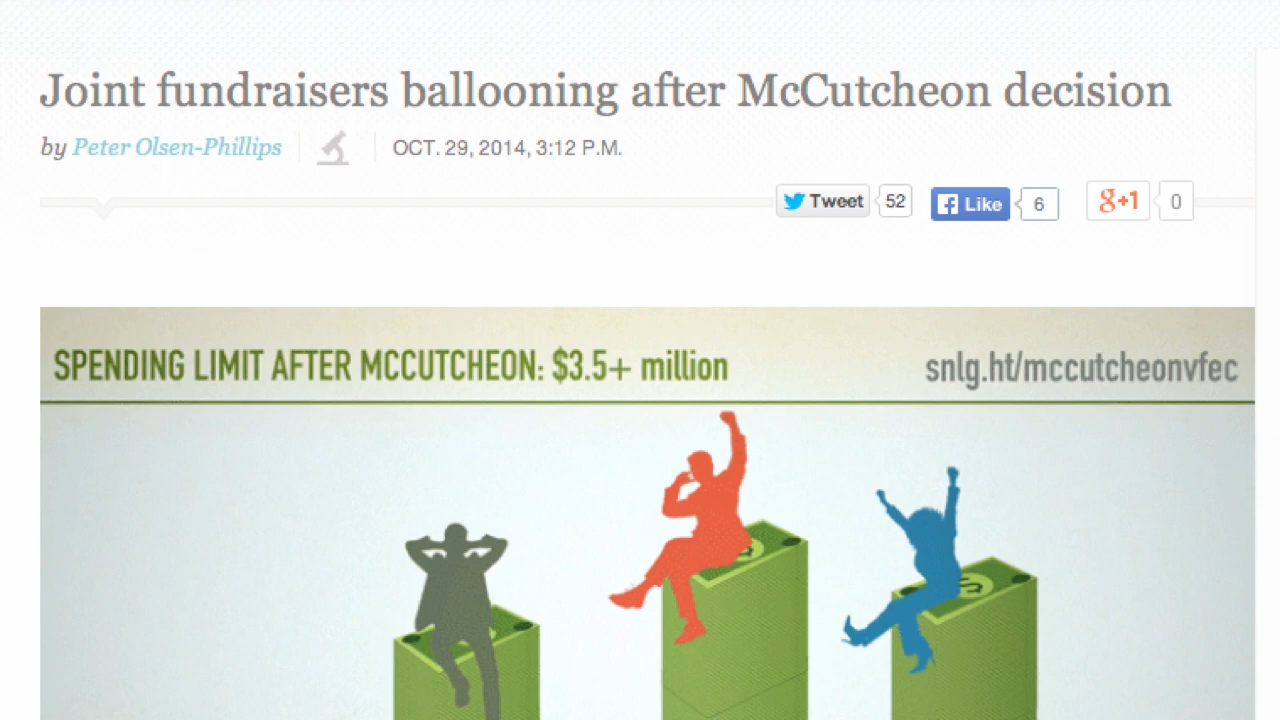 Joint fundraisers ballooning after McCutcheon decision
by Peter Olsen-Phillips OCT. 29, 2014, 3:12 P.M.
Tweet 52 Like 6 g+1 0
SPENDING LIMIT AFTER MCCUTCHEON: $3.5+ million snlg.ht/mccutcheonvfec